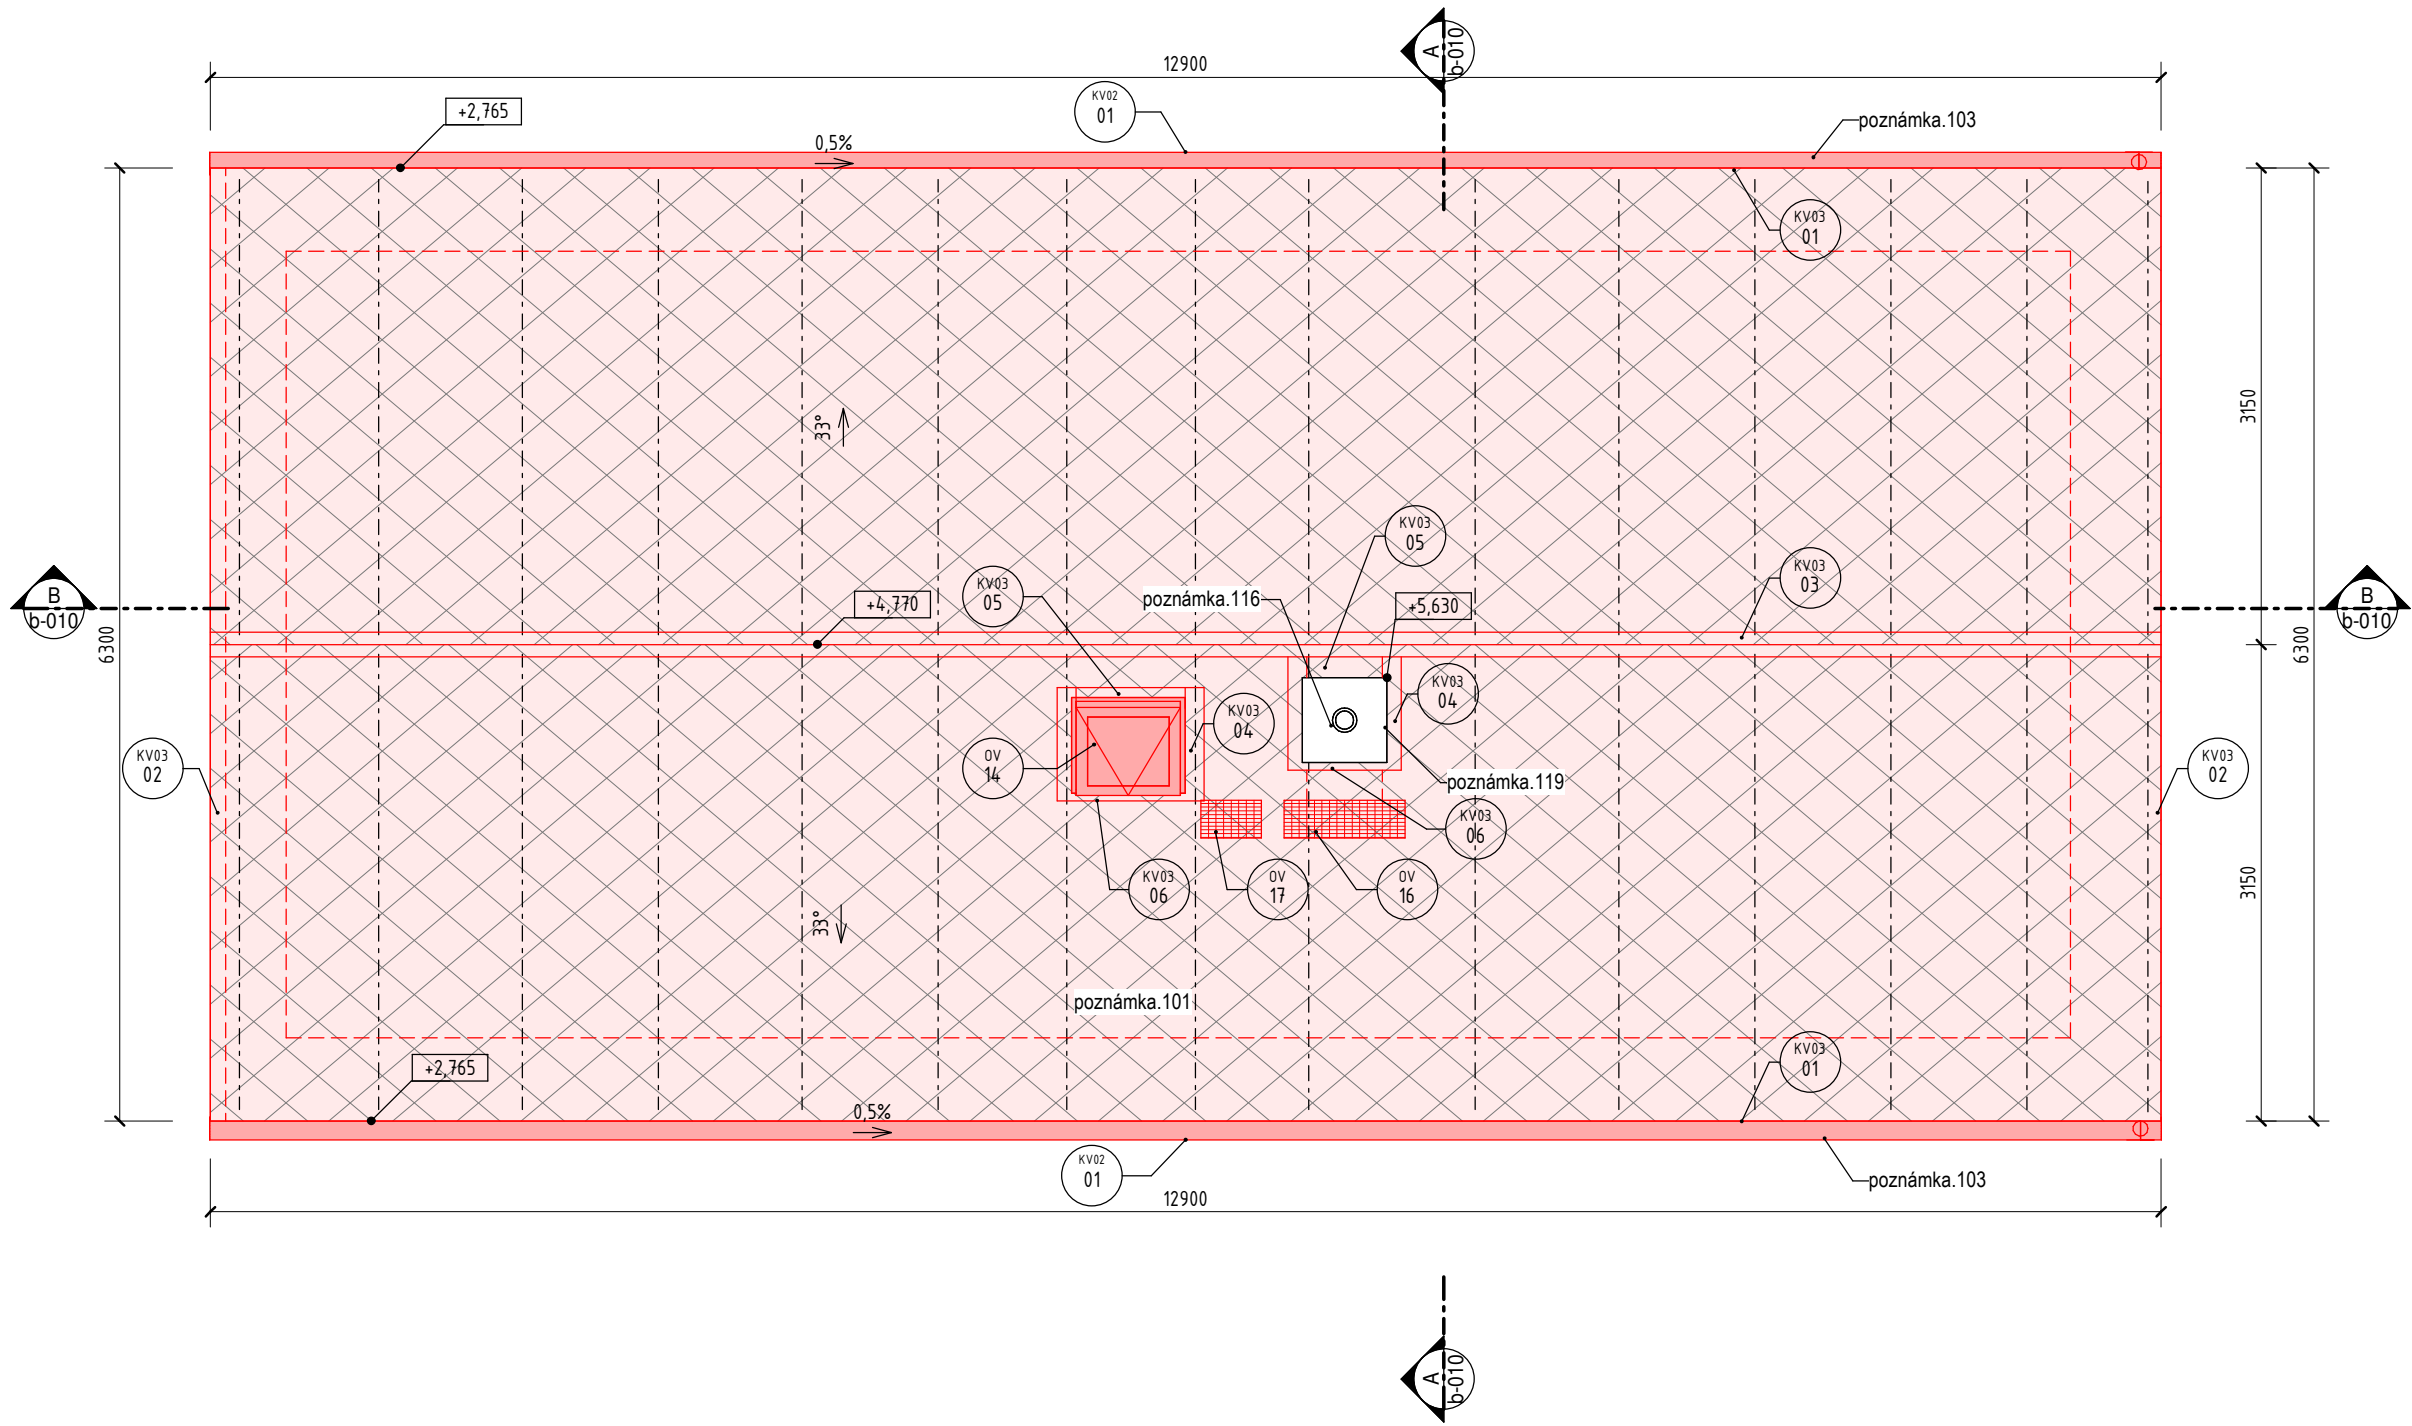 A
b-010
12900
+2,765
KV02
01
poznámka.103
0,5%
KV03
01
33°
3150
6300
KV03
05
KV03
03
B
b-010
+4,770
KV03
05
poznámka.116
+5,630
B
b-010
6300
KV03
04
KV03
04
KV03
02
OV
14
poznámka.119
KV03
02
KV03
06
KV03
06
OV
17
OV
16
3150
33°
poznámka.101
+2,765
KV03
01
0,5%
KV02
01
poznámka.103
12900
A
b-010